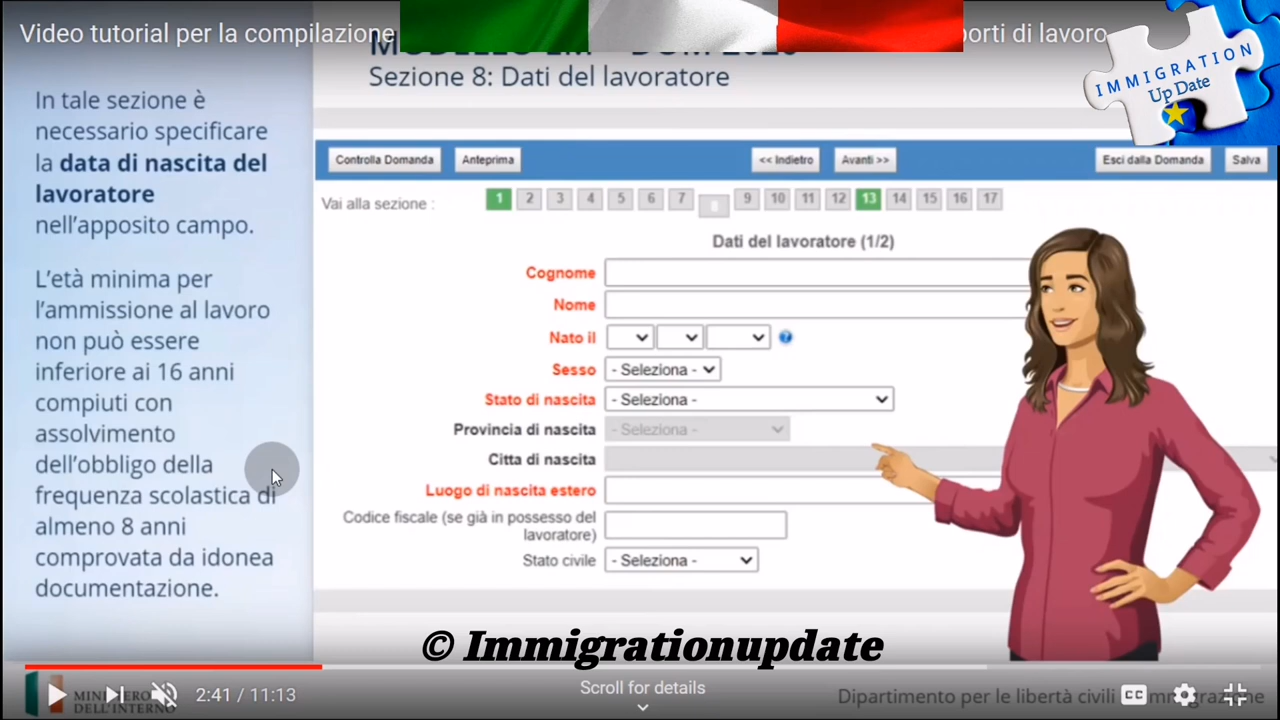 Video tutorial per la compilazione
porti di lavoro
IMMIGRATION
Up Date
Sezione 8: Dati del lavoratore
In tale sezione è
necessario specificare
la data di nascita del
lavoratore
nell'apposito campo.
L'età minima per
l'ammissione al lavoro
non può essere
inferiore ai 16 anni
compiuti con
assolvimento
dell'obbligo della
frequenza scolastica di
almeno 8 anni
comprovata da idonea
documentazione.
Controlla Domanda Anteprima << Indietro Avanti >> Esci dalla Domanda Salva
Vai alla sezione : 1 2 3 4 5 6 7 8 9 10 11 12 13 14 15 16 17
Dati del lavoratore (1/2)
Cognome
Nome
Nato il ?
Sesso - Seleziona -
Stato di nascita - Seleziona -
Provincia di nascita - Seleziona -
Citta di nascita
Luogo di nascita estero
Codice fiscale (se già in possesso del
lavoratore)
Stato civile - Seleziona -
© Immigrationupdate
2:41 / 11:13
Scroll for details
DELL'INTERNO
Dipartimento per le libertà civili
CC